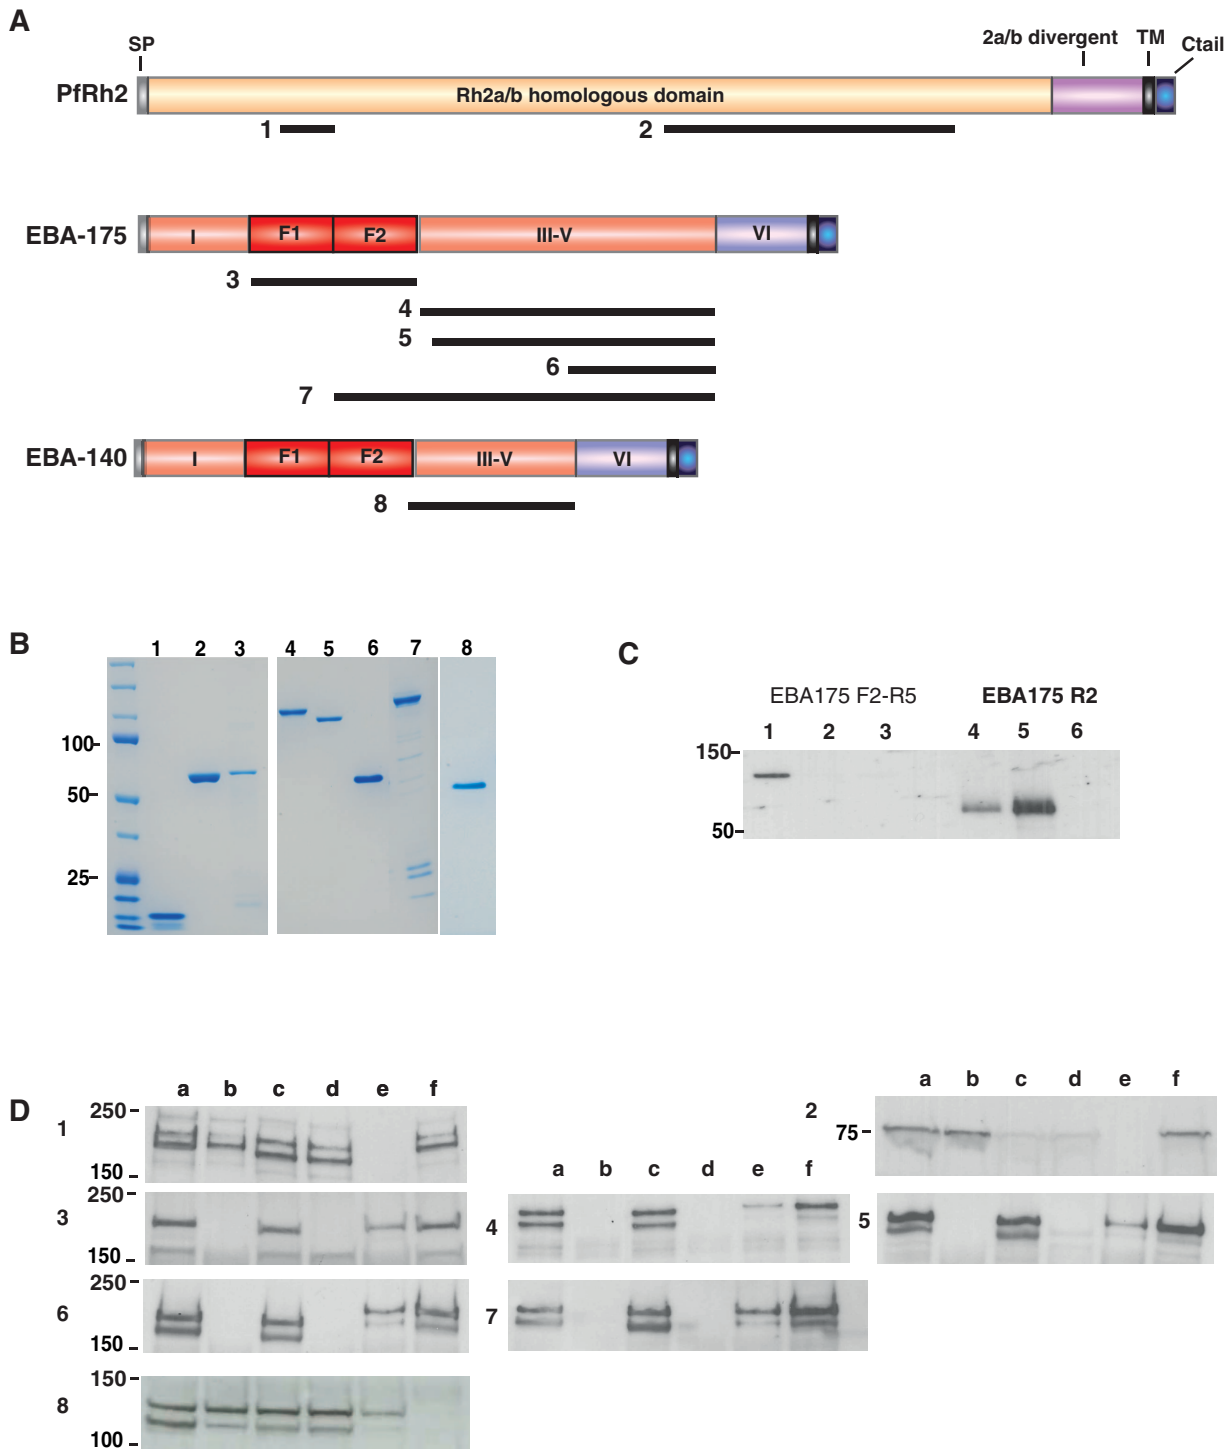 A
SP
2a/b divergent
TM
Ctail
PfRh2
Rh2a/b homologous domain
1
2
EBA-175
I
F1
F2
III-V
VI
3
4
5
6
7
EBA-140
I
F1
F2
III-V
VI
8
B
1 2 3 4 5 6 7 8
100
50
25
C
EBA175 F2-R5 EBA175 R2
1 2 3 4 5 6
150
50
D
a b c d e f
1
250
150
a b c d e f
2
75
3
250
150
a b c d e f
4
5
6
250
150
7
8
150
100